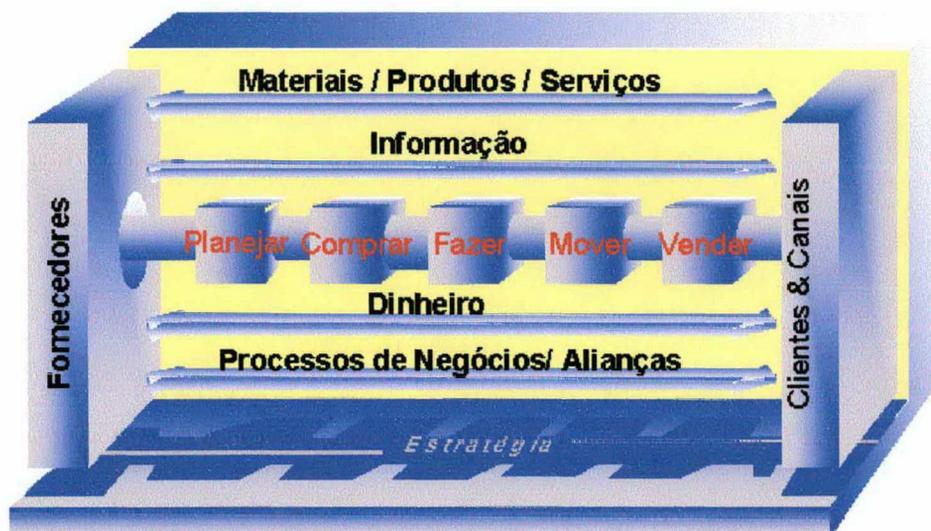 Materiais / Produtos / Serviços
Informação
Fornecedores
Planejar Comprar Fazer Mover Vender
Clientes & Canais
Dinheiro
Processos de Negócios/ Alianças
Estratégia